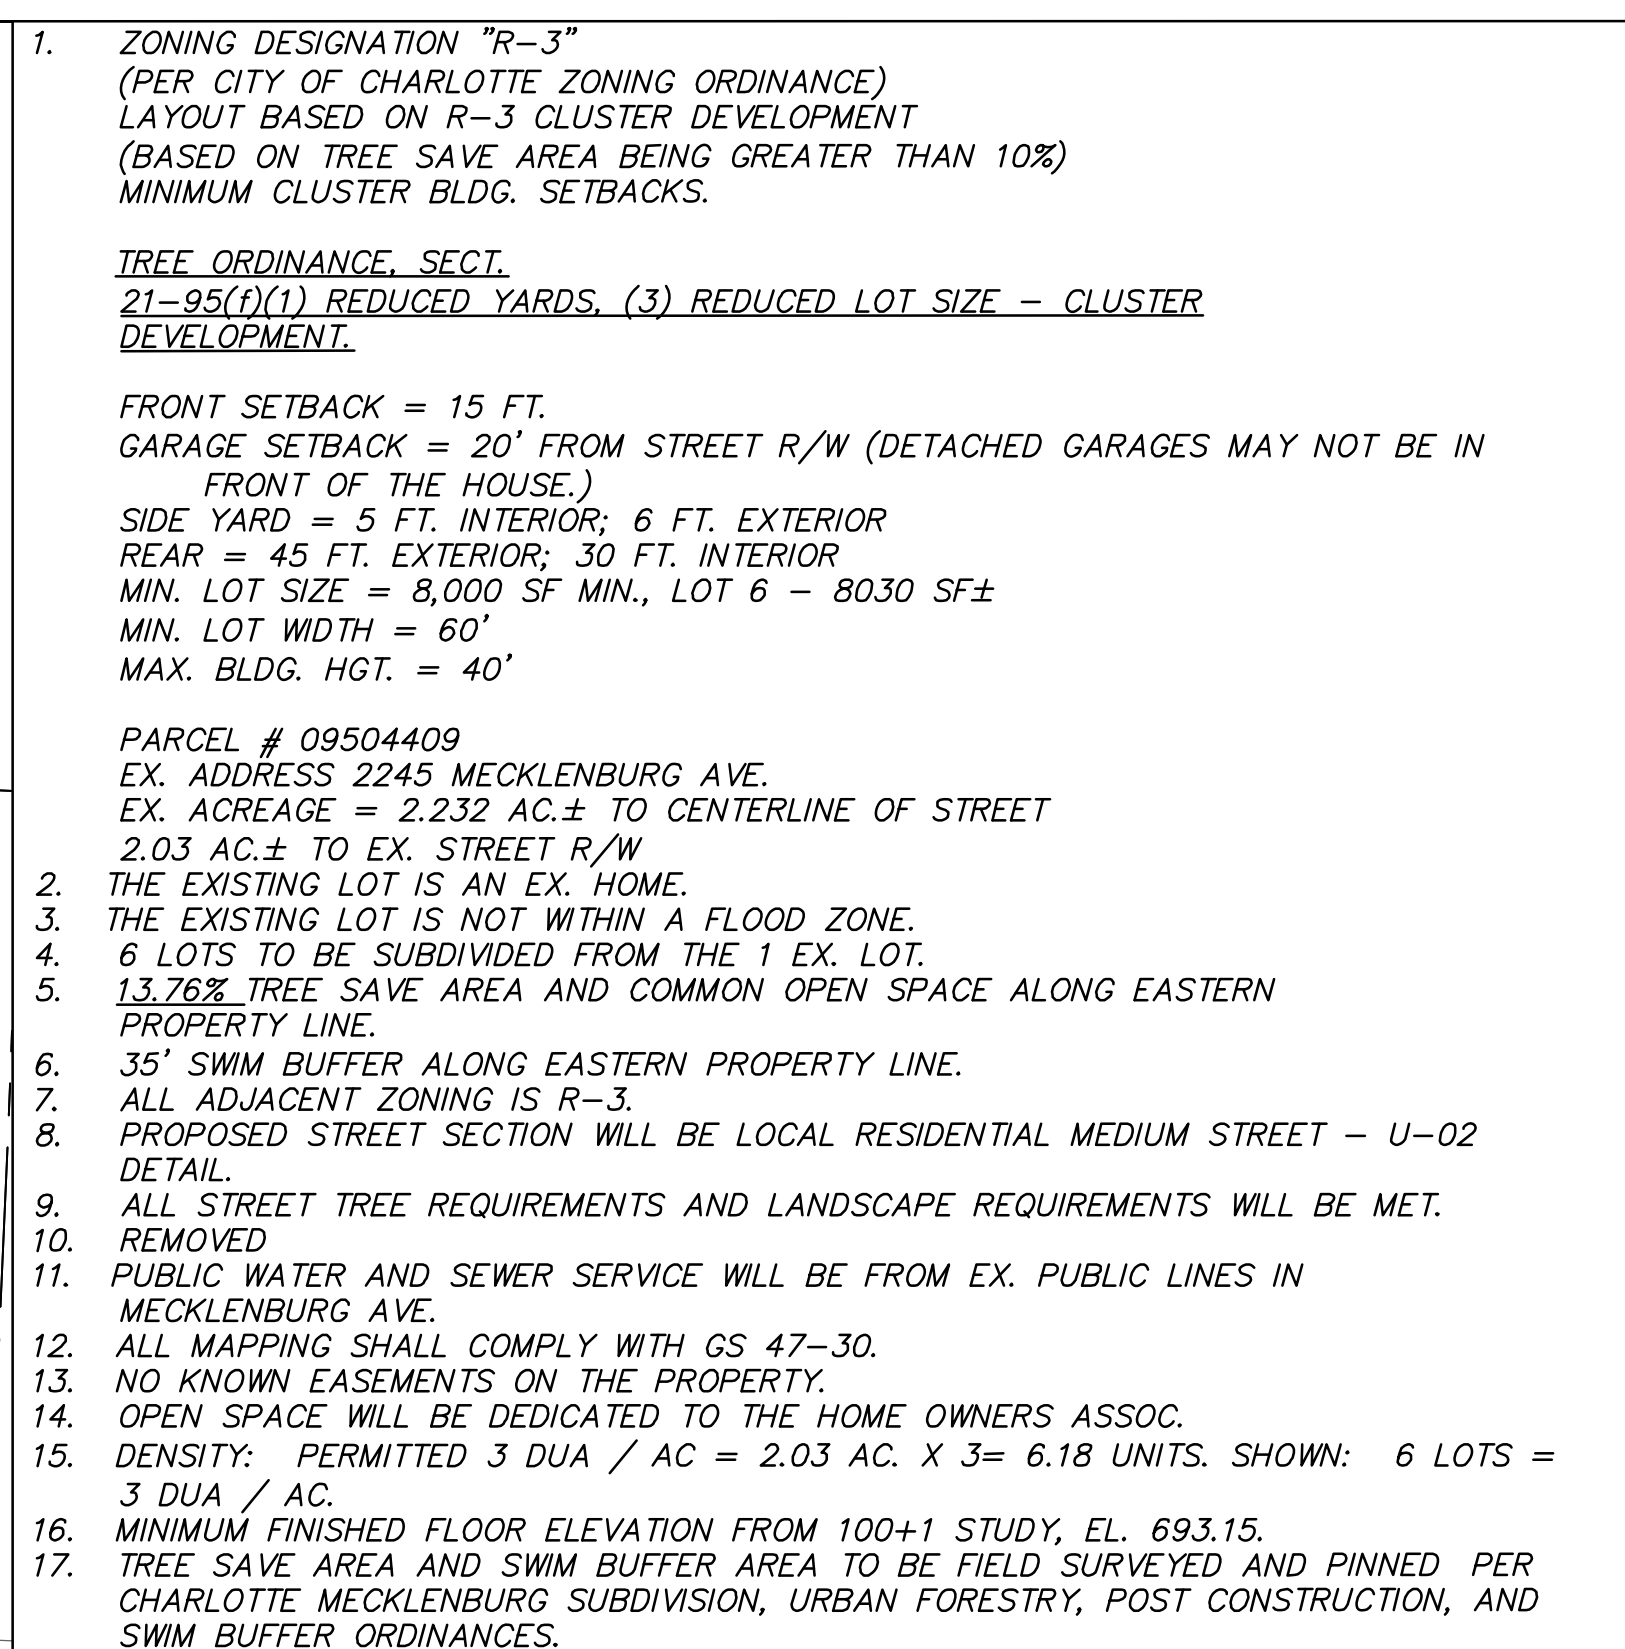 1. ZONING DESIGNATION "R-3"
(PER CITY OF CHARLOTTE ZONING ORDINANCE)
LAYOUT BASED ON R-3 CLUSTER DEVELOPMENT
(BASED ON TREE SAVE AREA BEING GREATER THAN 10%)
MINIMUM CLUSTER BLDG. SETBACKS.
TREE ORDINANCE, SECT.
21-95(f)(1) REDUCED YARDS, (3) REDUCED LOT SIZE - CLUSTER
DEVELOPMENT.
FRONT SETBACK = 15 FT.
GARAGE SETBACK = 20' FROM STREET R/W (DETACHED GARAGES MAY NOT BE IN
FRONT OF THE HOUSE.)
SIDE YARD = 5 FT. INTERIOR; 6 FT. EXTERIOR
REAR = 45 FT. EXTERIOR; 30 FT. INTERIOR
MIN. LOT SIZE = 8,000 SF MIN., LOT 6 - 8030 SF±
MIN. LOT WIDTH = 60'
MAX. BLDG. HGT. = 40'
PARCEL # 09504409
EX. ADDRESS 2245 MECKLENBURG AVE.
EX. ACREAGE = 2.232 AC.± TO CENTERLINE OF STREET
2.03 AC.± TO EX. STREET R/W
2. THE EXISTING LOT IS AN EX. HOME.
3. THE EXISTING LOT IS NOT WITHIN A FLOOD ZONE.
4. 6 LOTS TO BE SUBDIVIDED FROM THE 1 EX. LOT.
5. 13.76% TREE SAVE AREA AND COMMON OPEN SPACE ALONG EASTERN
PROPERTY LINE.
6. 35' SWIM BUFFER ALONG EASTERN PROPERTY LINE.
7. ALL ADJACENT ZONING IS R-3.
8. PROPOSED STREET SECTION WILL BE LOCAL RESIDENTIAL MEDIUM STREET - U-02
DETAIL.
9. ALL STREET TREE REQUIREMENTS AND LANDSCAPE REQUIREMENTS WILL BE MET.
10. REMOVED
11. PUBLIC WATER AND SEWER SERVICE WILL BE FROM EX. PUBLIC LINES IN
MECKLENBURG AVE.
12. ALL MAPPING SHALL COMPLY WITH GS 47-30.
13. NO KNOWN EASEMENTS ON THE PROPERTY.
14. OPEN SPACE WILL BE DEDICATED TO THE HOME OWNERS ASSOC.
15. DENSITY: PERMITTED 3 DUA / AC = 2.03 AC. X 3= 6.18 UNITS. SHOWN: 6 LOTS =
3 DUA / AC.
16. MINIMUM FINISHED FLOOR ELEVATION FROM 100+1 STUDY, EL. 693.15.
17. TREE SAVE AREA AND SWIM BUFFER AREA TO BE FIELD SURVEYED AND PINNED PER
CHARLOTTE MECKLENBURG SUBDIVISION, URBAN FORESTRY, POST CONSTRUCTION, AND
SWIM BUFFER ORDINANCES.